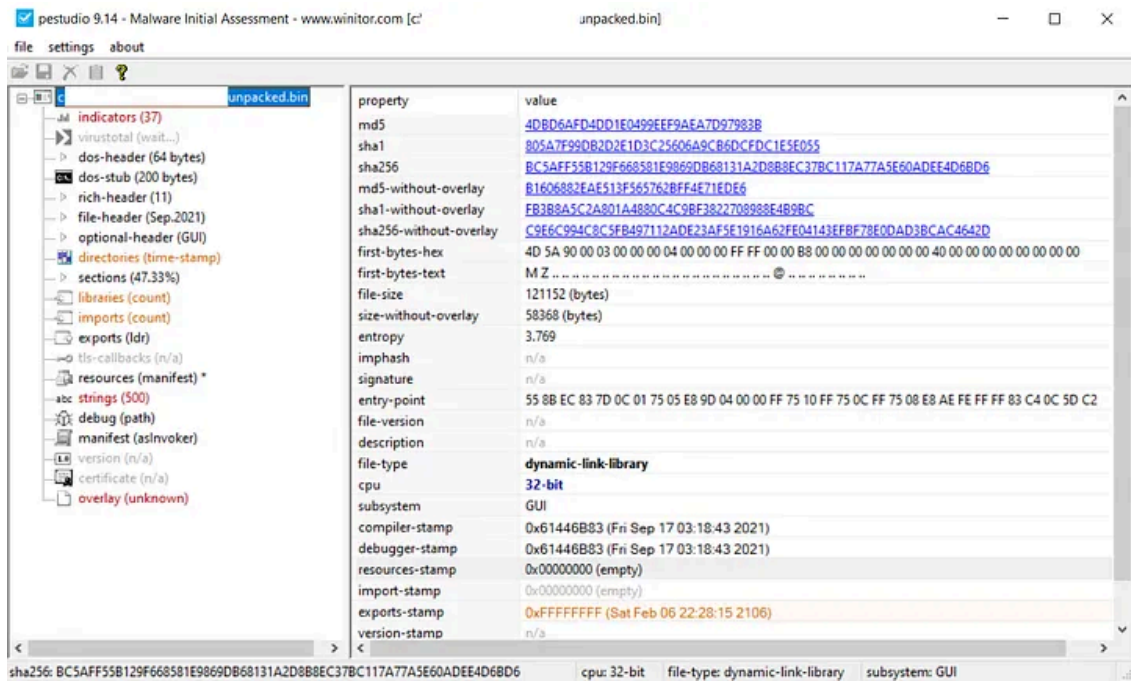 pestudio 9.14 - Malware Initial Assessment - www.winitor.com [c:' unpacked.bin]
file settings about
c unpacked.bin
indicators (37)
virustotal (wait...)
dos-header (64 bytes)
dos-stub (200 bytes)
rich-header (11)
file-header (Sep.2021)
optional-header (GUI)
directories (time-stamp)
sections (47.33%)
libraries (count)
imports (count)
exports (ldr)
tls-callbacks (n/a)
resources (manifest) *
abc strings (500)
debug (path)
manifest (asInvoker)
version (n/a)
certificate (n/a)
overlay (unknown)
property value
md5 4DBD6AFD4DD1E0499EEF9AEA7D97983B
sha1 805A7F99DB2D2E1D3C25606A9CB6DCFDC1E5E055
sha256 BC5AFF55B129F668581E9869DB68131A2D8B8EC37BC117A77A5E60ADEE4D6BD6
md5-without-overlay B1606882EAE513F565762BFF4E71EDE6
sha1-without-overlay FB3B8A5C2A801A4880C4C9BF3822708988E4B9BC
sha256-without-overlay C9E6C994C8C5FB497112ADE23AF5E1916A62FE04143EFBF78E0DAD3BCAC4642D
first-bytes-hex 4D 5A 90 00 03 00 00 00 04 00 00 00 FF FF 00 00 B8 00 00 00 00 00 00 00 40 00 00 00 00 00 00 00
first-bytes-text M Z .. .. .. .. .. .. .. .. .. .. .. .. .. .. .. .. .. .. .. .. @ .. .. .. .. .. .. ..
file-size 121152 (bytes)
size-without-overlay 58368 (bytes)
entropy 3.769
imphash n/a
signature n/a
entry-point 55 8B EC 83 7D 0C 01 75 05 E8 9D 04 00 00 FF 75 10 FF 75 0C FF 75 08 E8 AE FE FF FF 83 C4 0C 5D C2
file-version n/a
description n/a
file-type dynamic-link-library
cpu 32-bit
subsystem GUI
compiler-stamp 0x61446B83 (Fri Sep 17 03:18:43 2021)
debugger-stamp 0x61446B83 (Fri Sep 17 03:18:43 2021)
resources-stamp 0x00000000 (empty)
import-stamp 0x00000000 (empty)
exports-stamp 0xFFFFFFFF (Sat Feb 06 22:28:15 2106)
version-stamp n/a
sha256: BC5AFF55B129F668581E9869DB68131A2D8B8EC37BC117A77A5E60ADEE4D6BD6 cpu: 32-bit file-type: dynamic-link-library subsystem: GUI